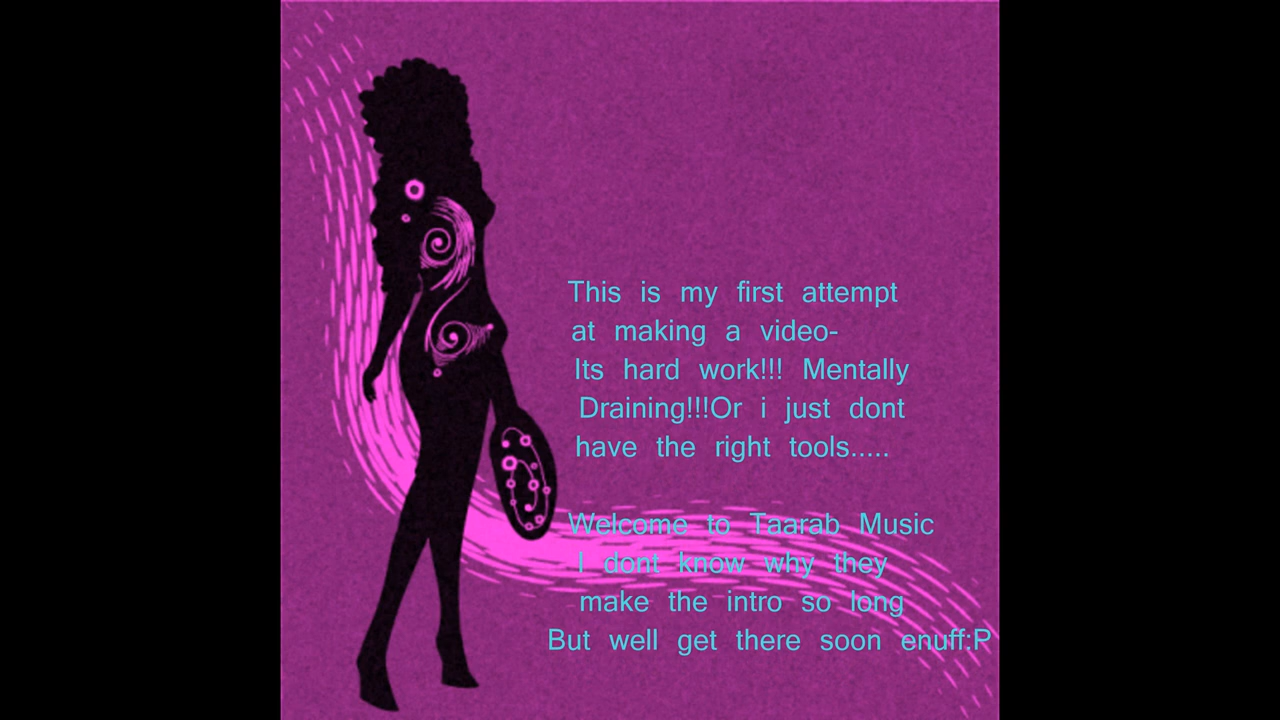 This is my first attempt
at making a video-
Its hard work!!! Mentally
Draining!!!Or i just dont
have the right tools.....
Welcome to Taarab Music
I dont know why they
make the intro so long
But well get there soon enuff:P